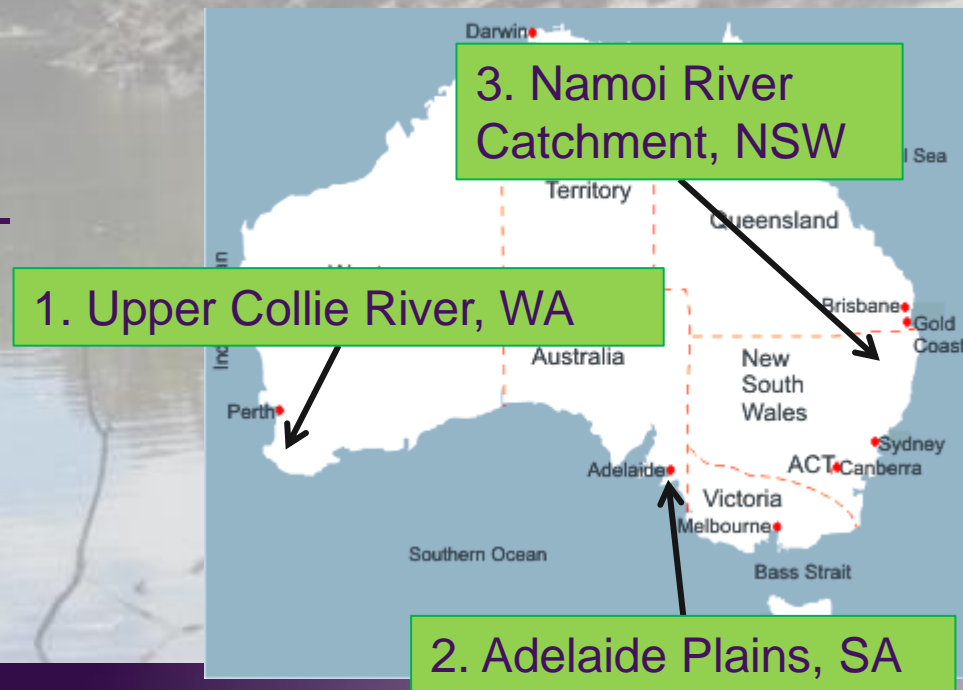 Darwin
3. Namoi River
Catchment, NSW
Sea
Territory
Queensland
1. Upper Collie River, WA
Brisbane
Gold
Coast
Australia
New
South
Wales
Perth
Sydney
Adelaide
ACT
Canberra
Victoria
Melbourne
Southern Ocean
Bass Strait
2. Adelaide Plains, SA